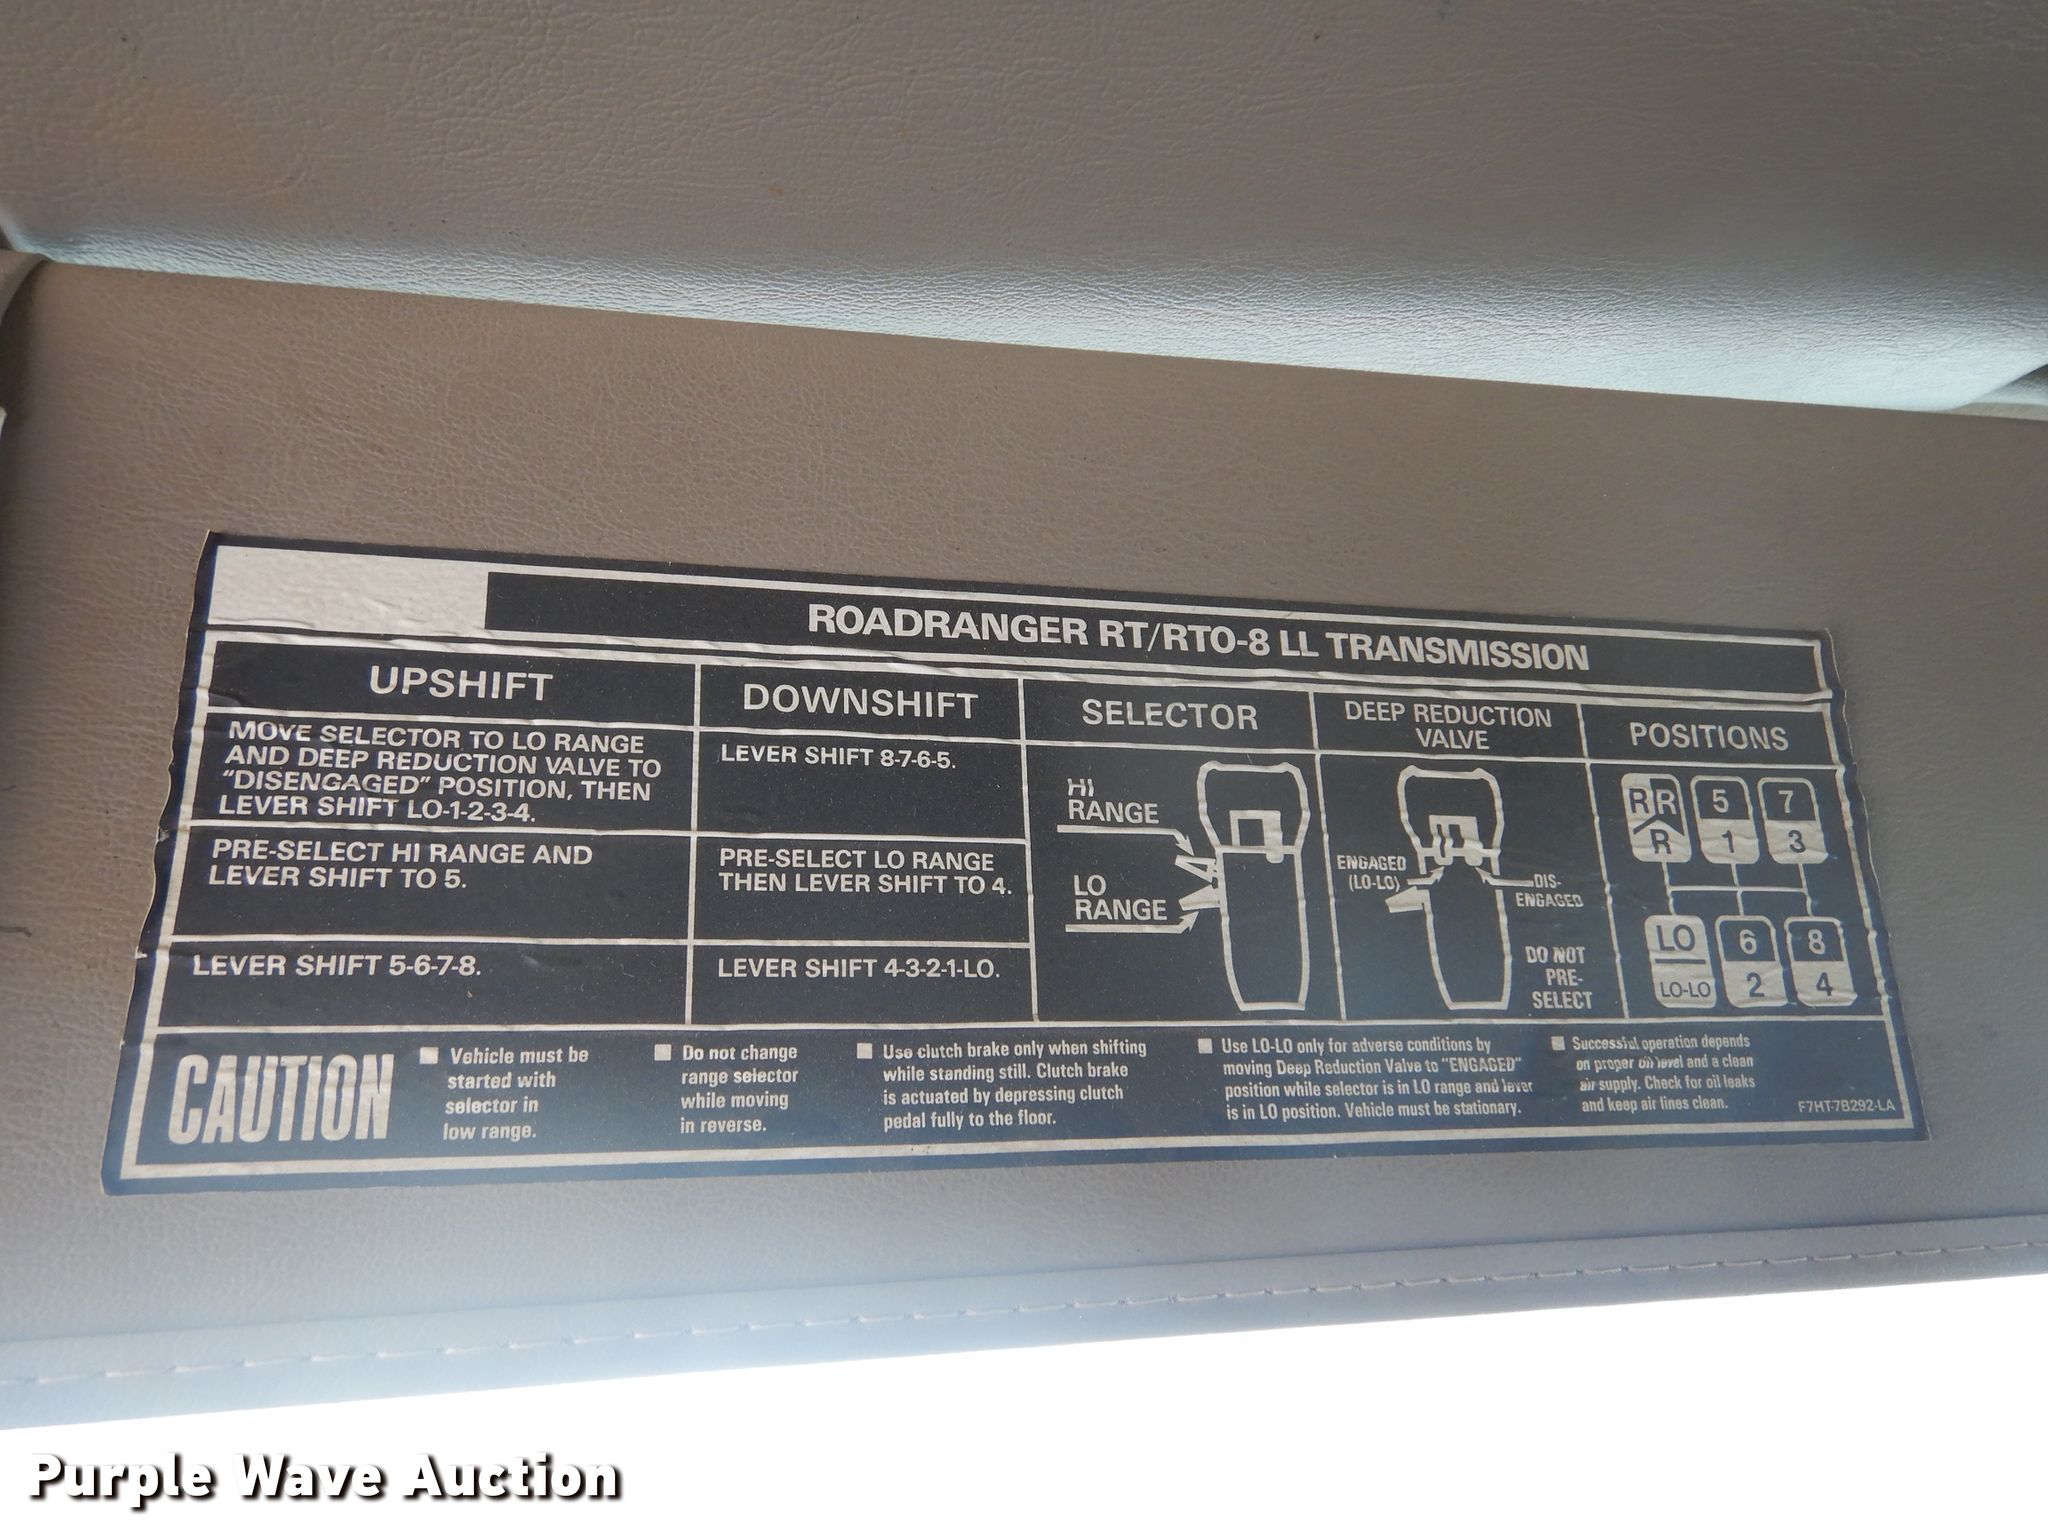 ROADRANGER RT/RTO-8 LL TRANSMISSION
UPSHIFT
MOVE SELECTOR TO LO RANGE
AND DEEP REDUCTION VALVE TO
"DISENGAGED" POSITION, THEN
LEVER SHIFT LO-1-2-3-4.
PRE-SELECT HI RANGE AND
LEVER SHIFT TO 5.
LEVER SHIFT 5-6-7-8.
DOWNSHIFT
LEVER SHIFT 8-7-6-5.
PRE-SELECT LO RANGE
THEN LEVER SHIFT TO 4.
LEVER SHIFT 4-3-2-1-LO.
SELECTOR
HI
RANGE
LO
RANGE
DEEP REDUCTION
VALVE
ENGAGED
(LO-LO)
DIS-
ENGAGED
DO NOT
PRE-
SELECT
POSITIONS
R R 5 7
R 1 3
LO 6 8
LO-LO 2 4
CAUTION
Vehicle must be
started with
selector in
low range.
Do not change
range selector
while moving
in reverse.
Use clutch brake only when shifting
while standing still. Clutch brake
is actuated by depressing clutch
pedal fully to the floor.
Use LO-LO only for adverse conditions by
moving Deep Reduction Valve to "ENGAGED"
position while selector is in LO range and lever
is in LO position. Vehicle must be stationary.
Successful operation depends
on proper oil level and a clean
air supply. Check for oil leaks
and keep air lines clean.
F7HT-7B292-LA
Purple Wave Auction